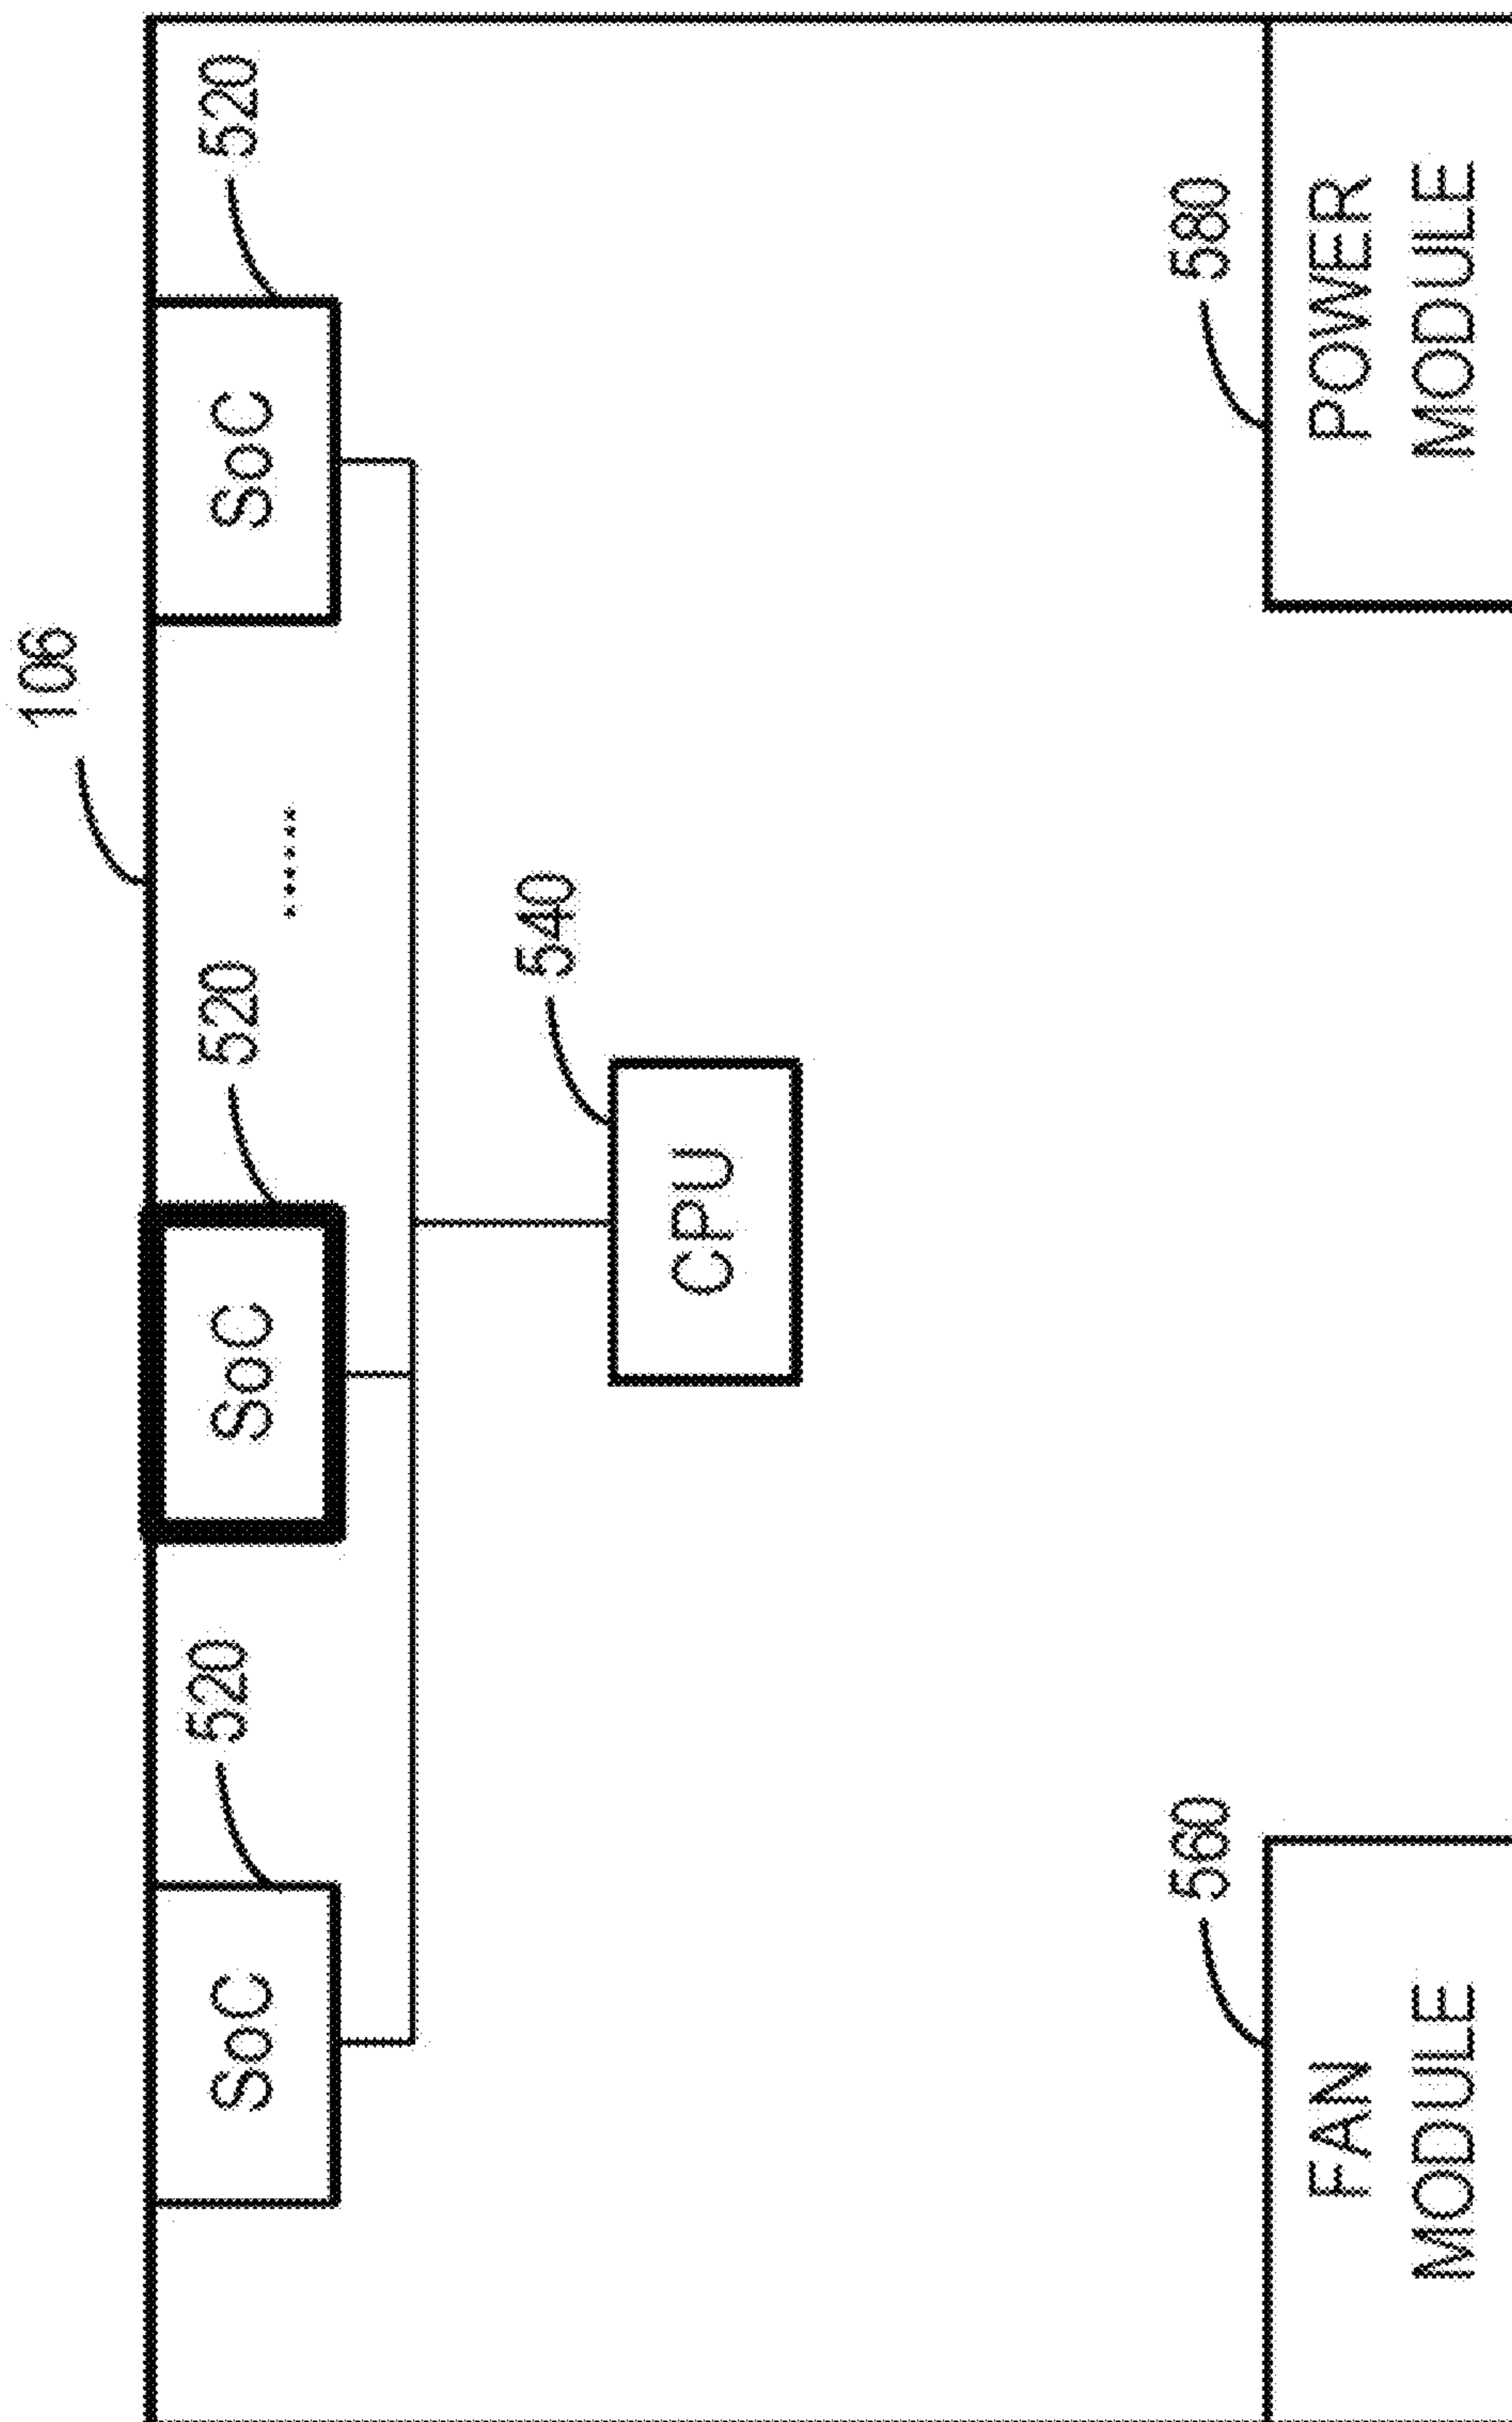 106
520
520
520
SoC
SoC
......
SoC
540
CPU
560
580
FAN
MODULE
POWER
MODULE